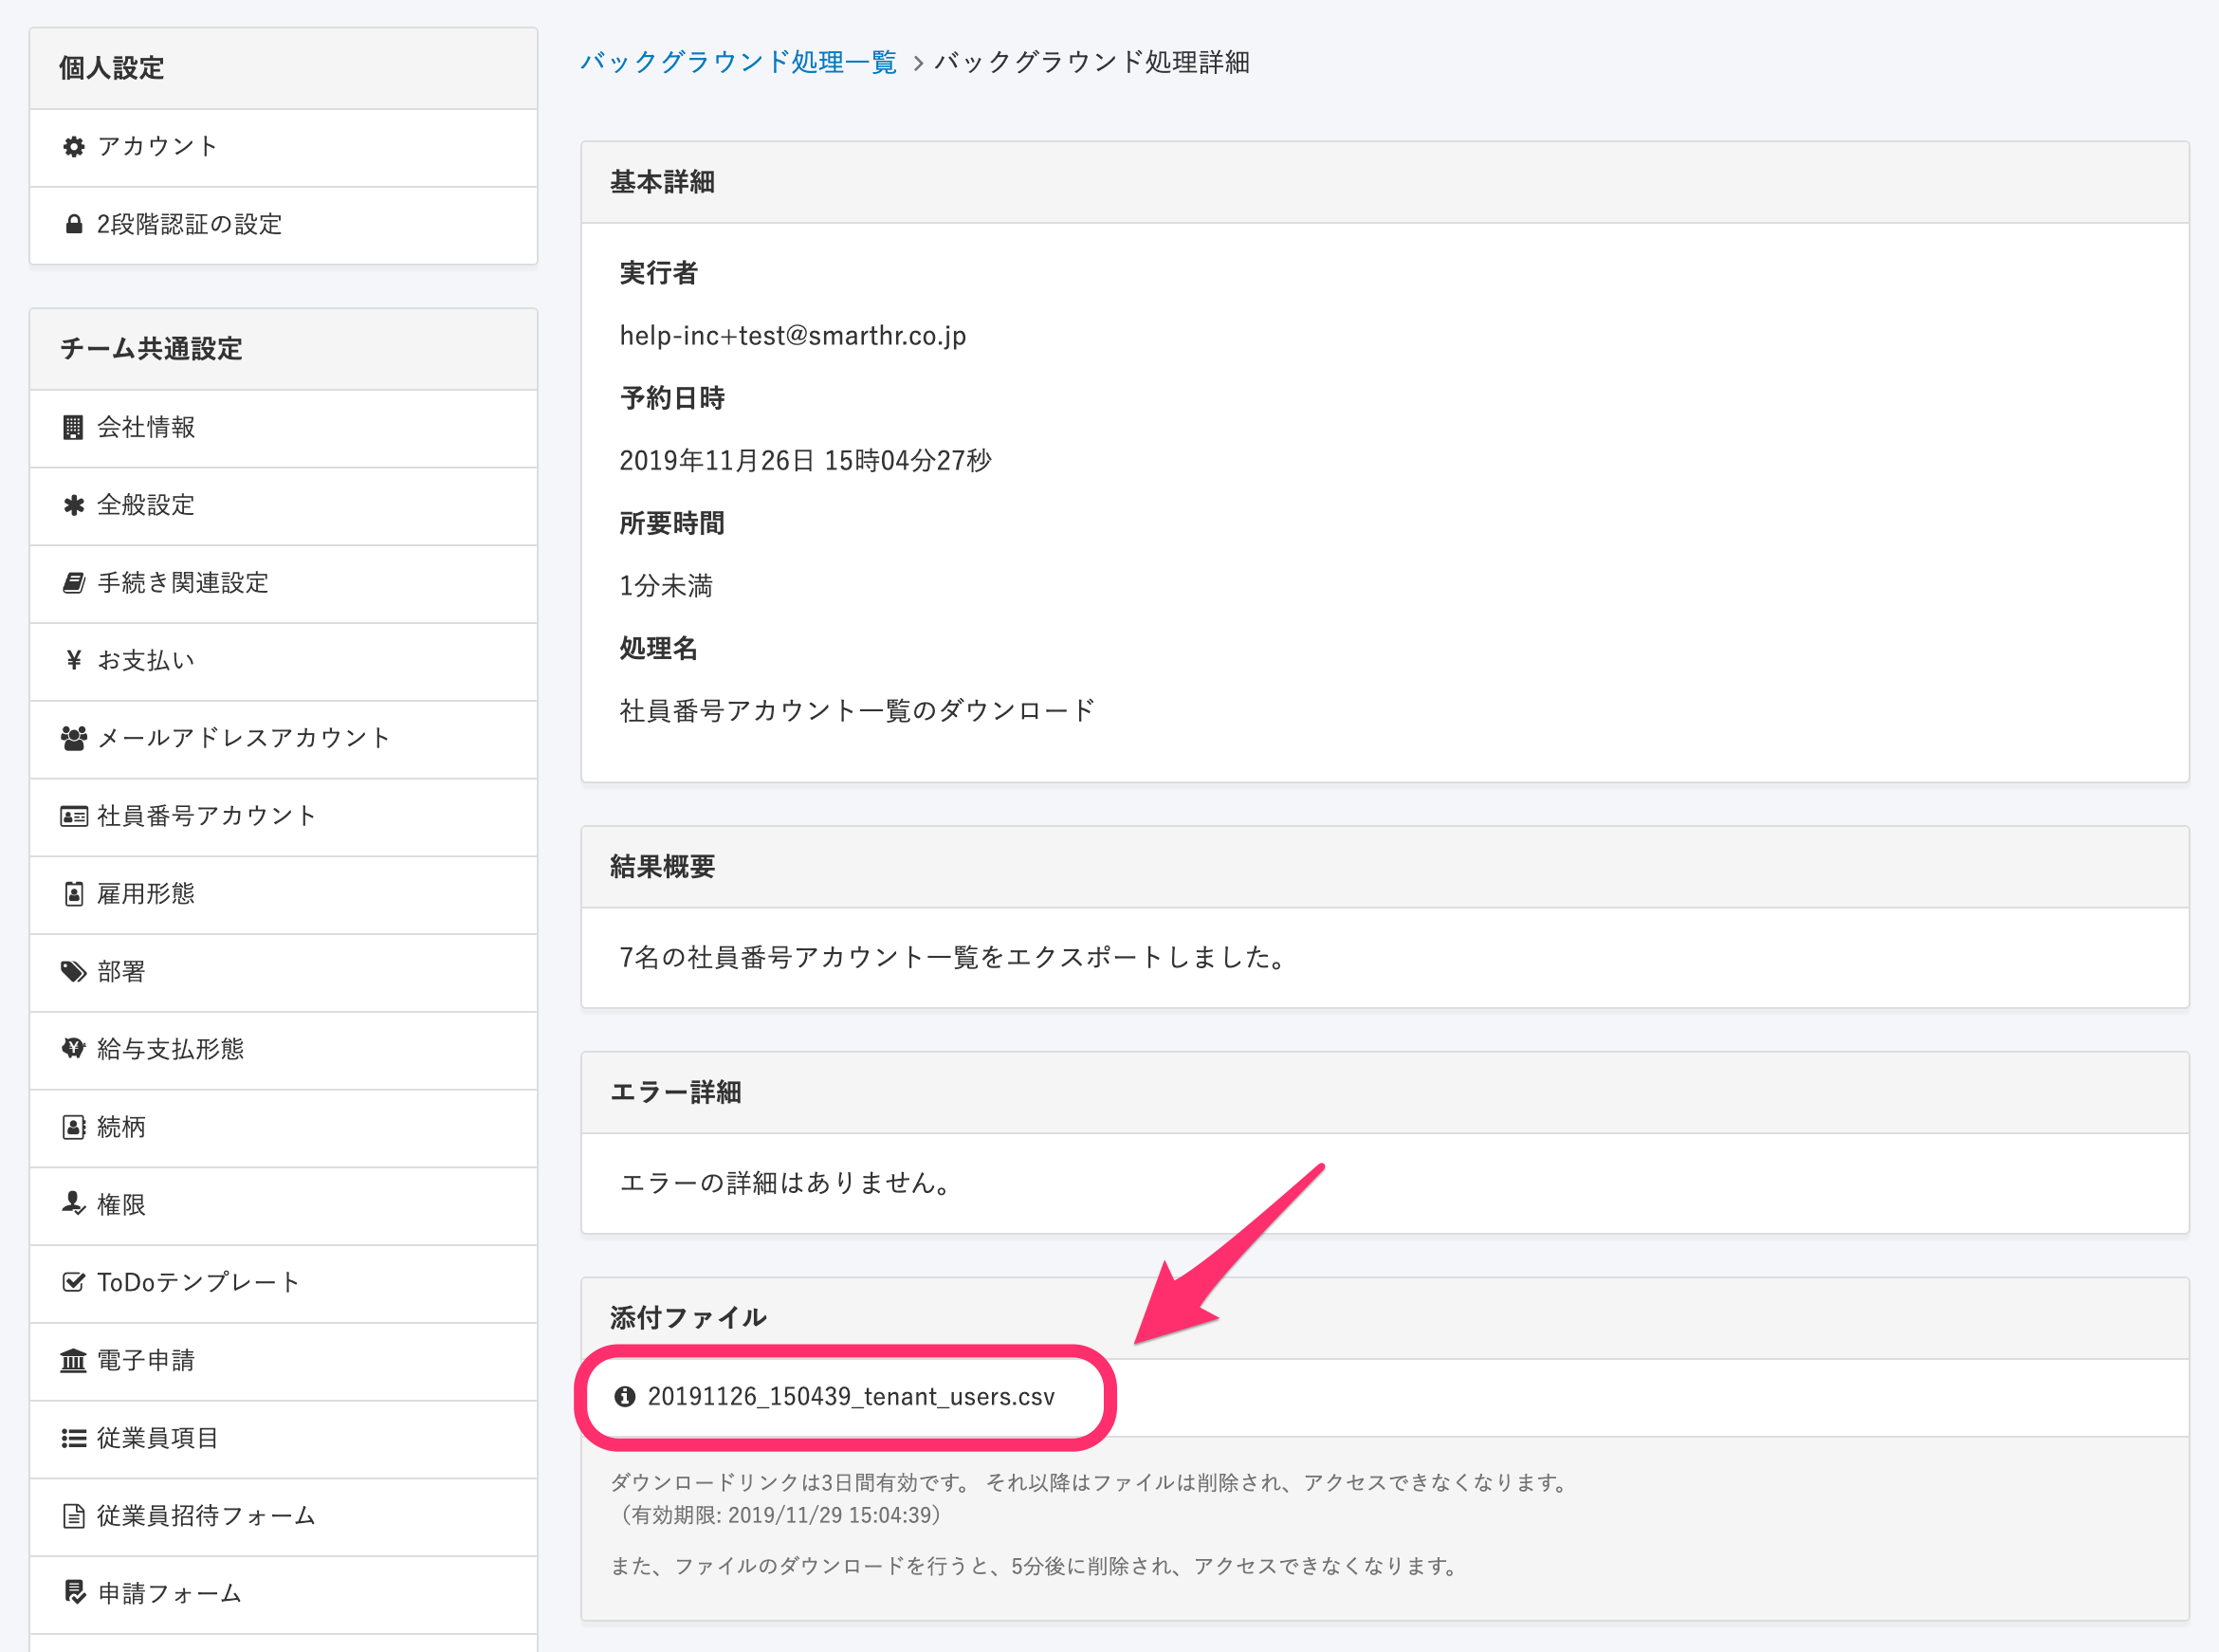 個人設定
アカウント
2段階認証の設定
チーム共通設定
会社情報
全般設定
手続き関連設定
お支払い
メールアドレスアカウント
社員番号アカウント
雇用形態
部署
給与支払形態
続柄
権限
ToDoテンプレート
電子申請
従業員項目
従業員招待フォーム
申請フォーム
バックグラウンド処理一覧 > バックグラウンド処理詳細
基本詳細
実行者
help-inc+test@smarthr.co.jp
予約日時
2019年11月26日 15時04分27秒
所要時間
1分未満
処理名
社員番号アカウント一覧のダウンロード
結果概要
7名の社員番号アカウント一覧をエクスポートしました。
エラー詳細
エラーの詳細はありません。
添付ファイル
20191126_150439_tenant_users.csv
ダウンロードリンクは3日間有効です。 それ以降はファイルは削除され、アクセスできなくなります。
（有効期限: 2019/11/29 15:04:39）
また、ファイルのダウンロードを行うと、5分後に削除され、アクセスできなくなります。